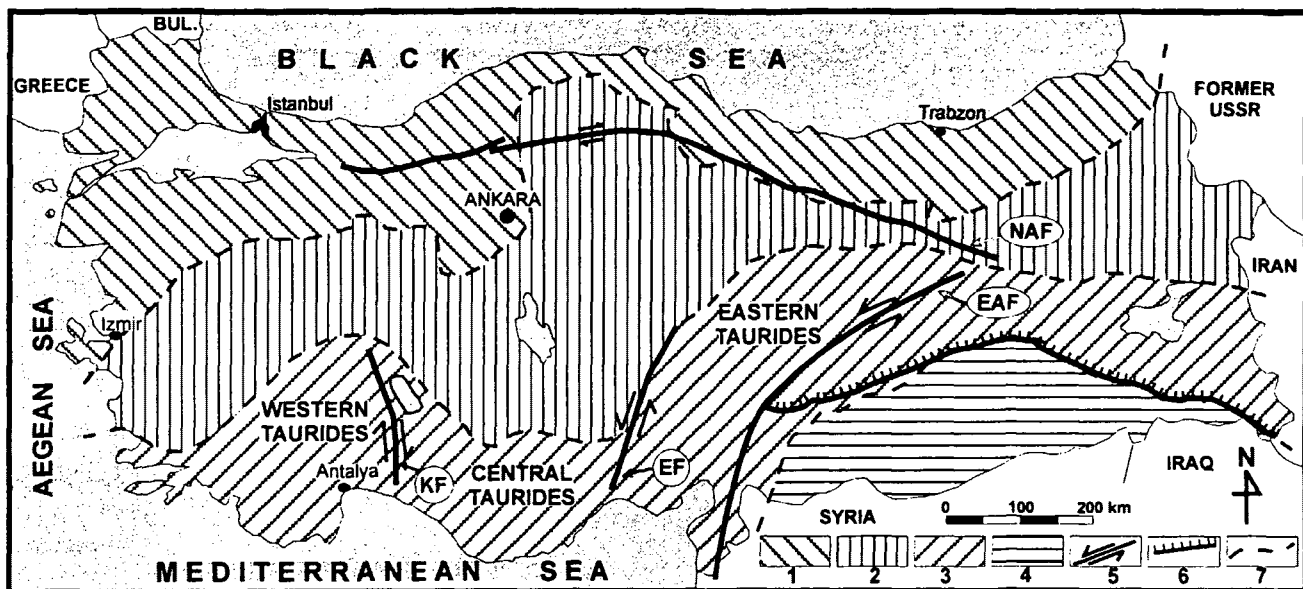 BUL.
BLACK SEA
GREECE
Istanbul
FORMER
USSR
Trabzon
ANKARA
NAF
IRAN
EAF
EASTERN
TAURIDES
Izmir
AEGEAN SEA
WESTERN
TAURIDES
Antalya
KF
CENTRAL
TAURIDES
EF
IRAQ
N
SYRIA
0 100 200 km
1 2 3 4 5 6 7
MEDITERRANEAN SEA